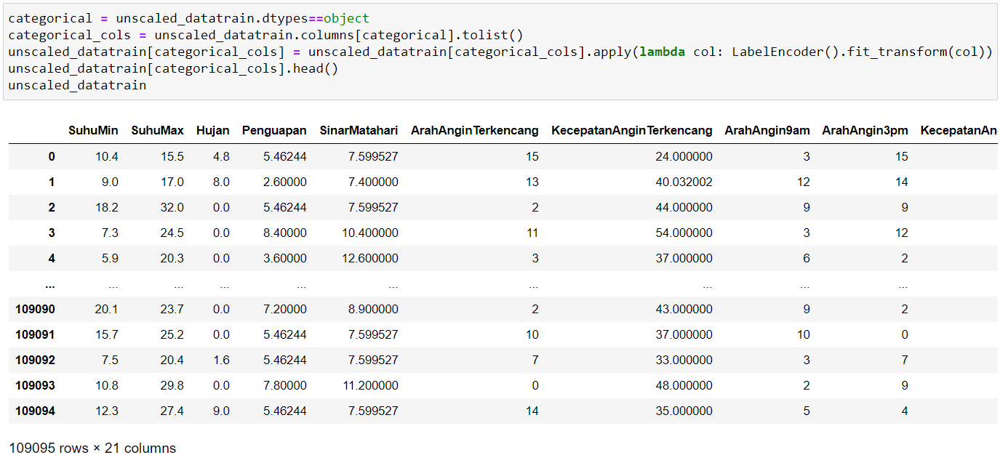 categorical = unscaled_datatrain.dtypes==object
categorical_cols = unscaled_datatrain.columns[categorical].tolist()
unscaled_datatrain[categorical_cols] = unscaled_datatrain[categorical_cols].apply(lambda col: LabelEncoder().fit_transform(col))
unscaled_datatrain[categorical_cols].head()
unscaled_datatrain
SuhuMin SuhuMax Hujan Penguapan SinarMatahari ArahAnginTerkencang KecepatanAnginTerkencang ArahAngin9am ArahAngin3pm KecepatanAn
0 10.4 15.5 4.8 5.46244 7.599527 15 24.000000 3 15
1 9.0 17.0 8.0 2.60000 7.400000 13 40.032002 12 14
2 18.2 32.0 0.0 5.46244 7.599527 2 44.000000 9 9
3 7.3 24.5 0.0 8.40000 10.400000 11 54.000000 3 12
4 5.9 20.3 0.0 3.60000 12.600000 3 37.000000 6 2
... ... ... ... ... ... ... ... ... ...
109090 20.1 23.7 0.0 7.20000 8.900000 2 43.000000 9 2
109091 15.7 25.2 0.0 5.46244 7.599527 10 37.000000 10 0
109092 7.5 20.4 1.6 5.46244 7.599527 7 33.000000 3 7
109093 10.8 29.8 0.0 7.80000 11.200000 0 48.000000 2 9
109094 12.3 27.4 9.0 5.46244 7.599527 14 35.000000 5 4
109095 rows × 21 columns